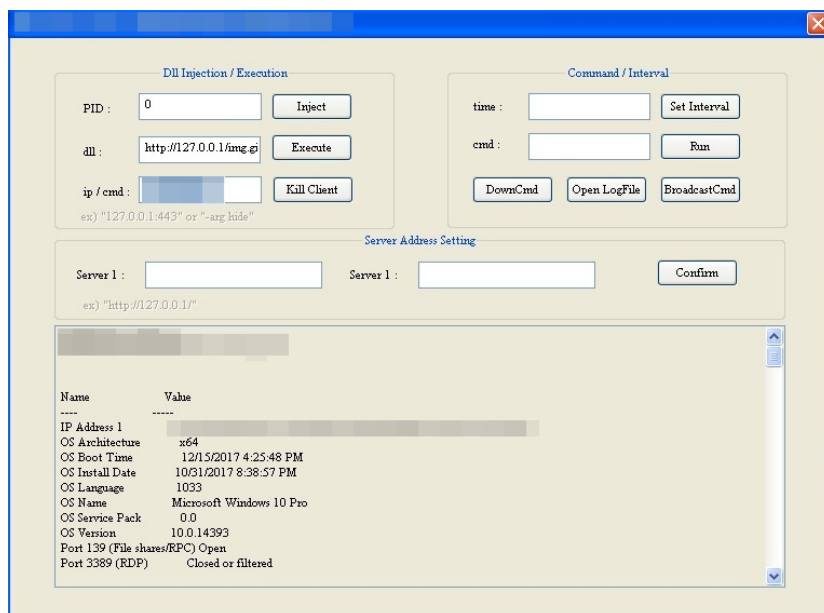 Dll Injection / Execution
PID :
0
Inject
dll :
http://127.0.0.1/img.gi
Execute
ip / cmd :
Kill Client
ex) "127.0.0.1:443" or "-arg hide"
Command / Interval
time :
Set Interval
cmd :
Run
DownCmd
Open LogFile
BroadcastCmd
Server Address Setting
Server 1 :
Server 1 :
Confirm
ex) "http://127.0.0.1/"
Name Value
---- -----
IP Address 1
OS Architecture x64
OS Boot Time 12/15/2017 4:25:48 PM
OS Install Date 10/31/2017 8:38:57 PM
OS Language 1033
OS Name Microsoft Windows 10 Pro
OS Service Pack 0.0
OS Version 10.0.14393
Port 139 (File shares/RPC) Open
Port 3389 (RDP) Closed or filtered